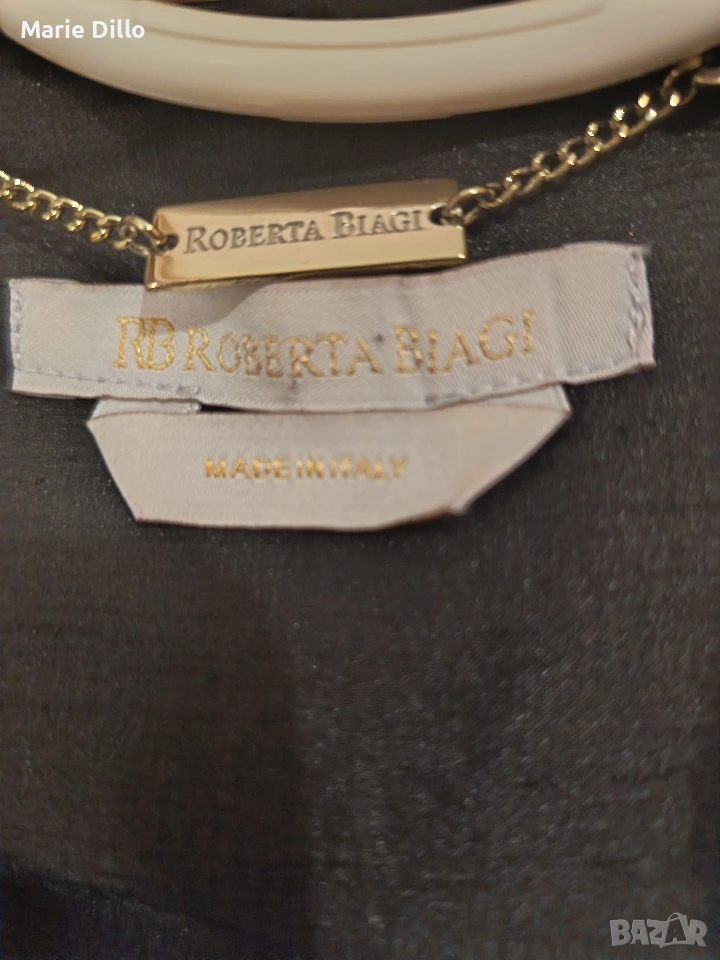 Marie Dillo
ROBERTA BIAGI
RB ROBERTA BIAGI
MADE IN ITALY
BAZAR